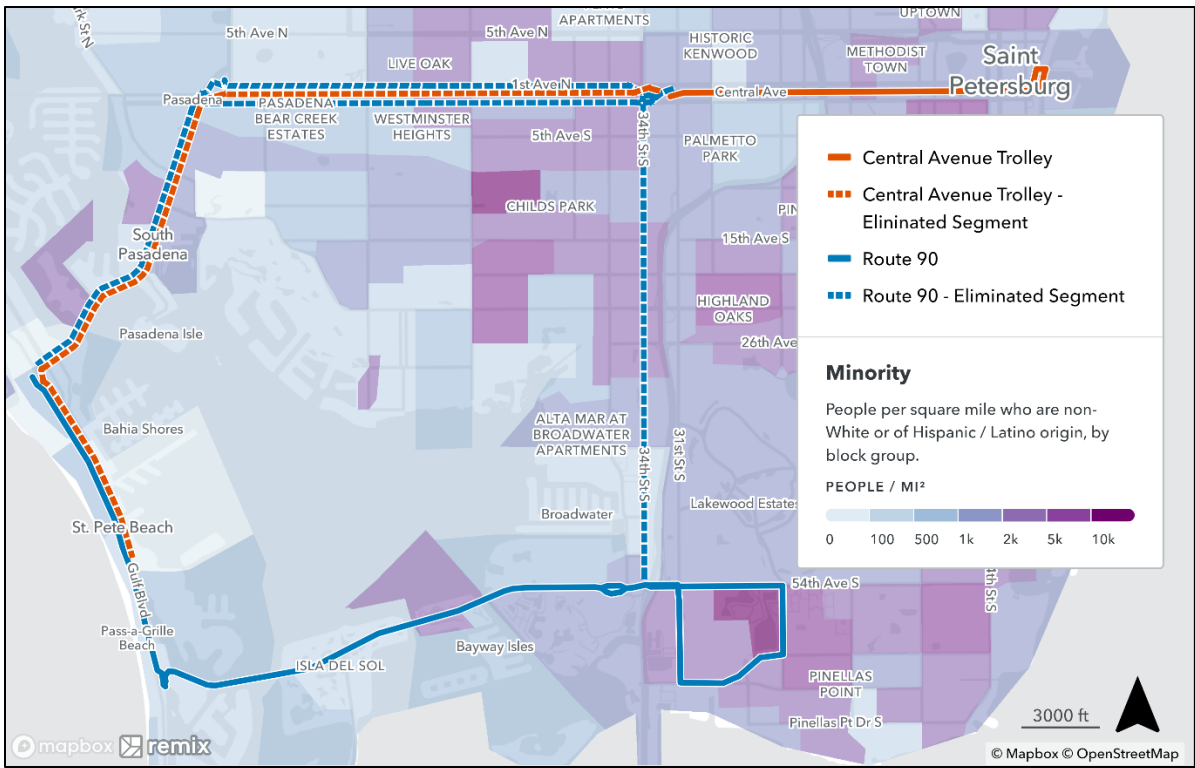 APARTMENTS
UPTOWN
5th Ave N
5th Ave N
HISTORIC
KENWOOD
METHODIST
TOWN
Saint
Petersburg
LIVE OAK
1st Ave N
Central Ave
Pasadena
PASADENA
BEAR CREEK
ESTATES
WESTMINSTER
HEIGHTS
5th Ave S
34th St S
PALMETTO
PARK
CHILDS PARK
15th Ave S
South
Pasadena
HIGHLAND
OAKS
Pasadena Isle
26th Ave
Bahia Shores
ALTA MAR AT
BROADWATER
APARTMENTS
31st St S
34th St S
Lakewood Estates
Broadwater
St. Pete Beach
Gulf Blvd
54th Ave S
Pass-a-Grille
Beach
Bayway Isles
ISLA DEL SOL
PINELLAS
POINT
Pinellas Pt Dr S
Central Avenue Trolley
Central Avenue Trolley -
Elininated Segment
Route 90
Route 90 - Eliminated Segment
Minority
People per square mile who are non-
White or of Hispanic / Latino origin, by
block group.
PEOPLE / MI²
0 100 500 1k 2k 5k 10k
3000 ft
mapbox remix
© Mapbox © OpenStreetMap